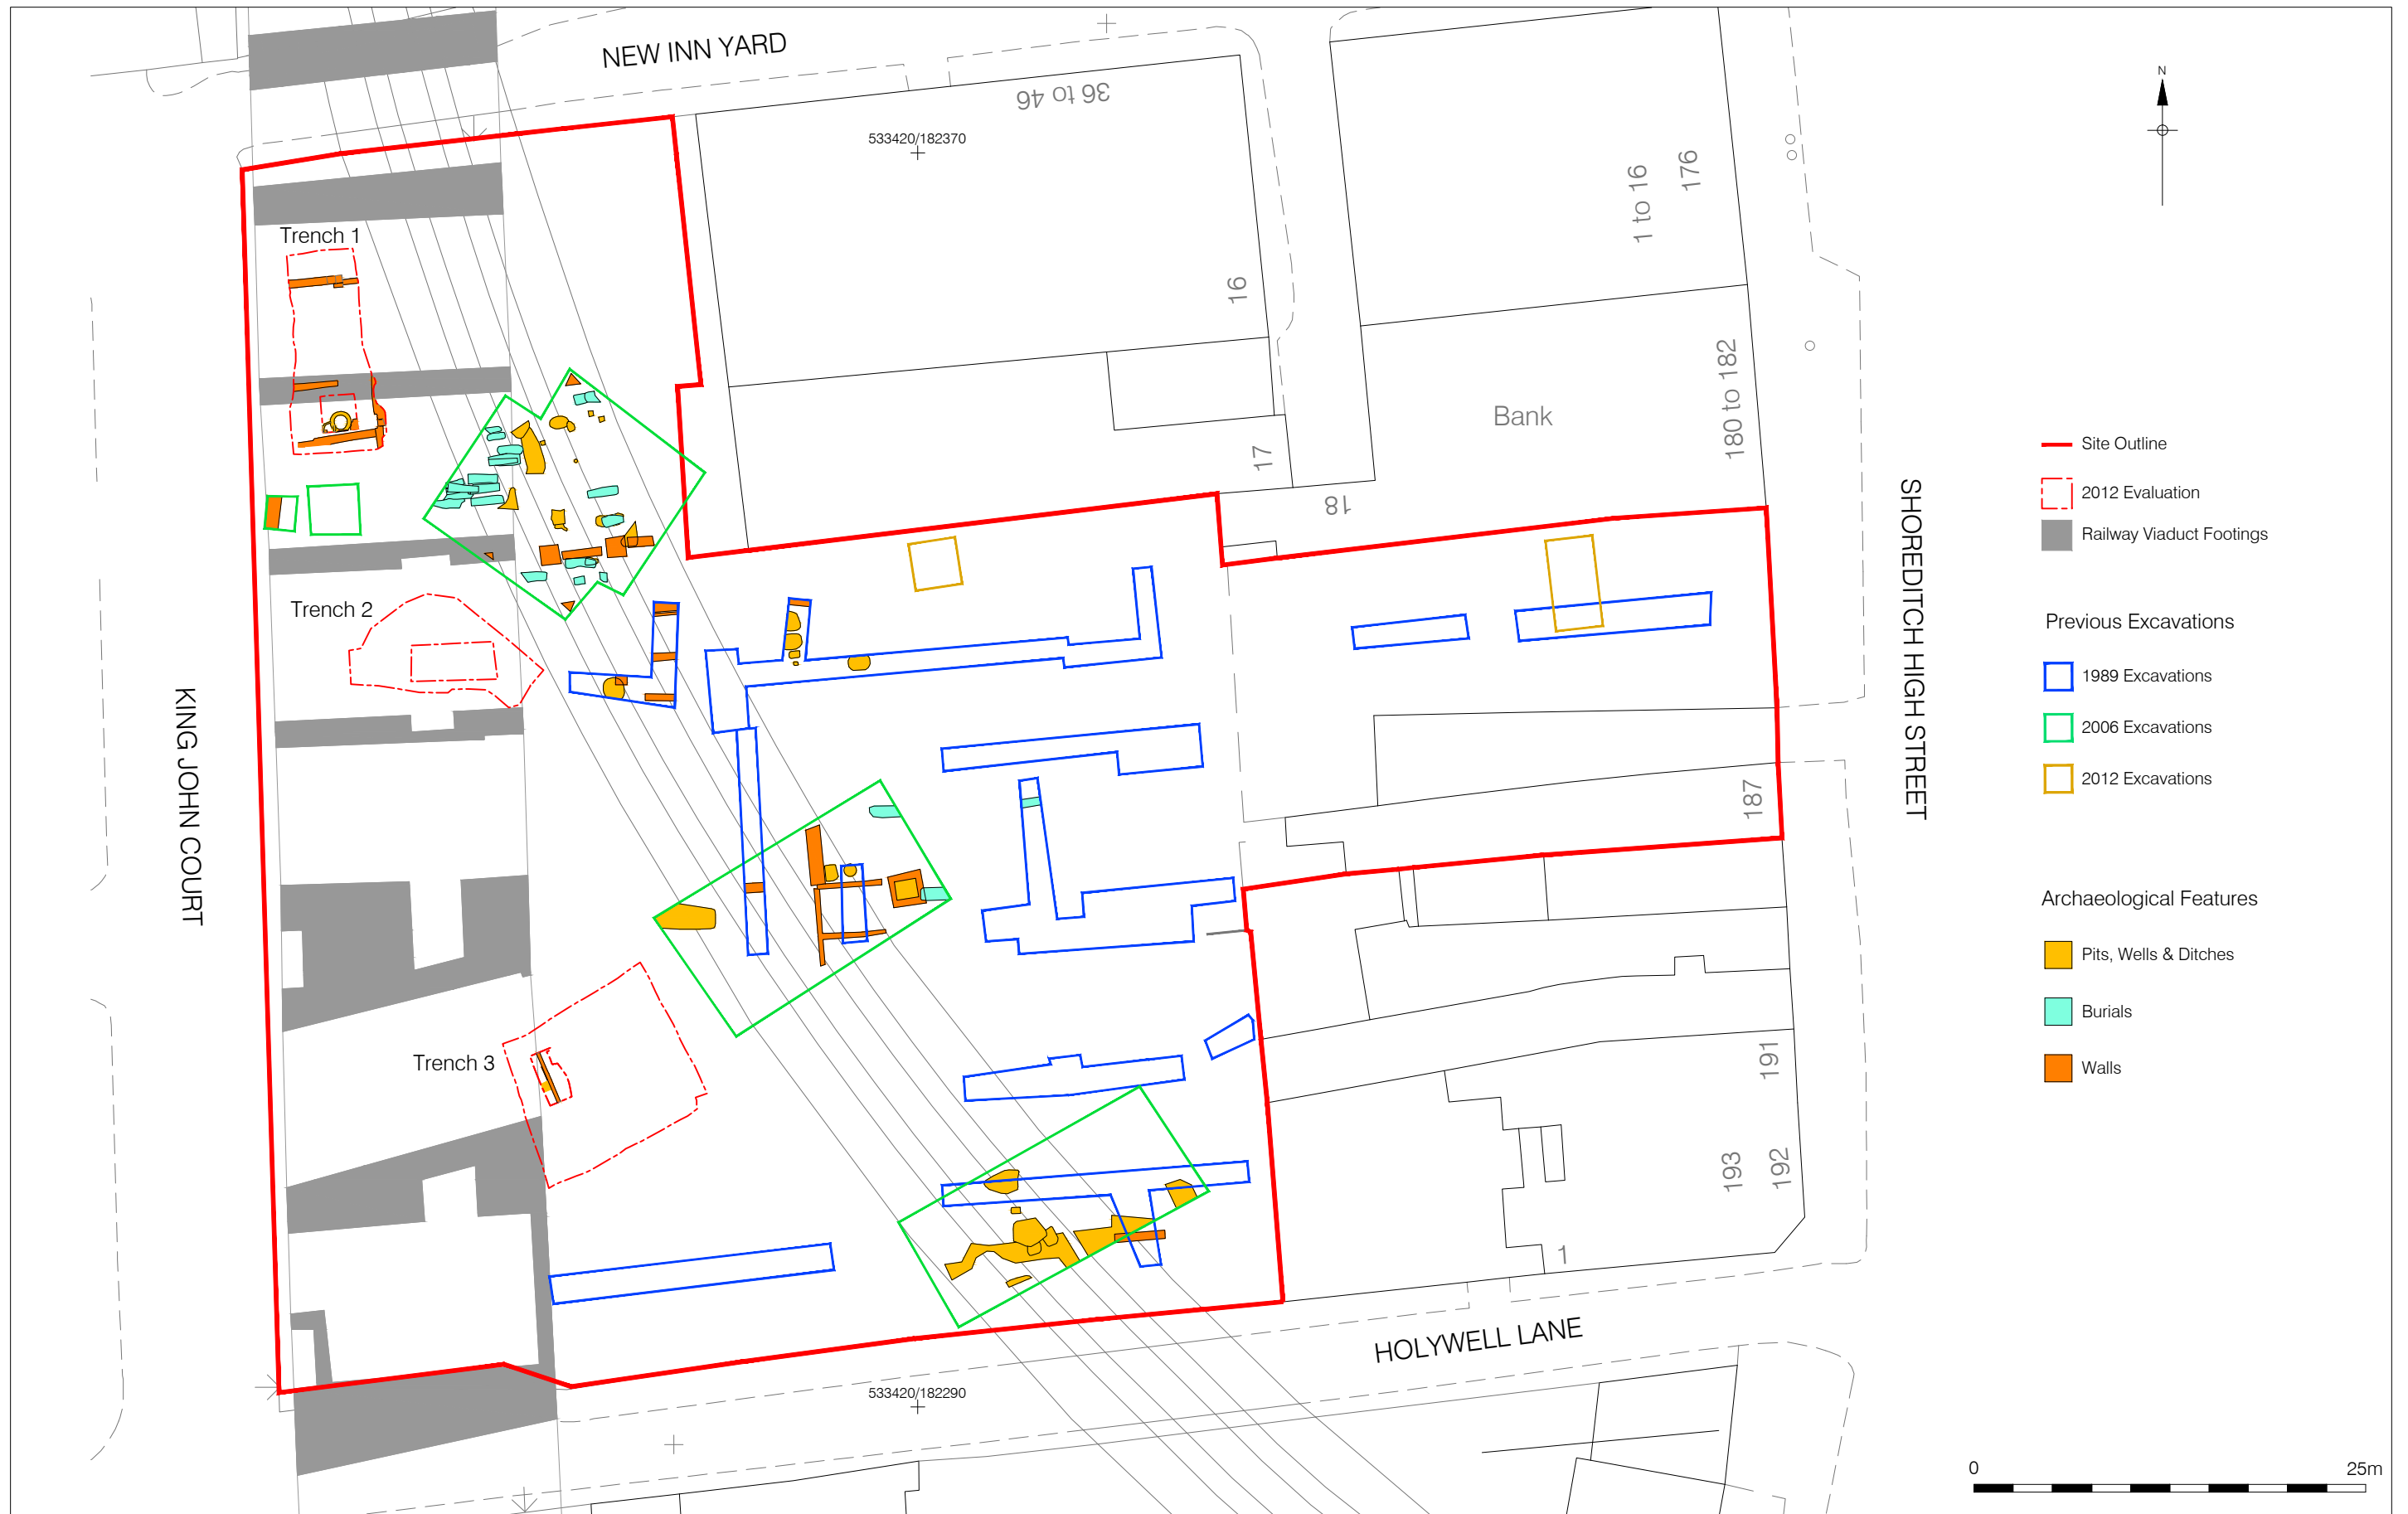 NEW INN YARD
36 to 46
533420/182370
N
1 to 16
176
Trench 1
16
180 to 182
Bank
17
18
Site Outline
2012 Evaluation
Railway Viaduct Footings
SHOREDITCH HIGH STREET
Trench 2
Previous Excavations
1989 Excavations
2006 Excavations
2012 Excavations
KING JOHN COURT
187
Archaeological Features
Pits, Wells & Ditches
Burials
Walls
Trench 3
191
193
192
1
HOLYWELL LANE
533420/182290
0
25m